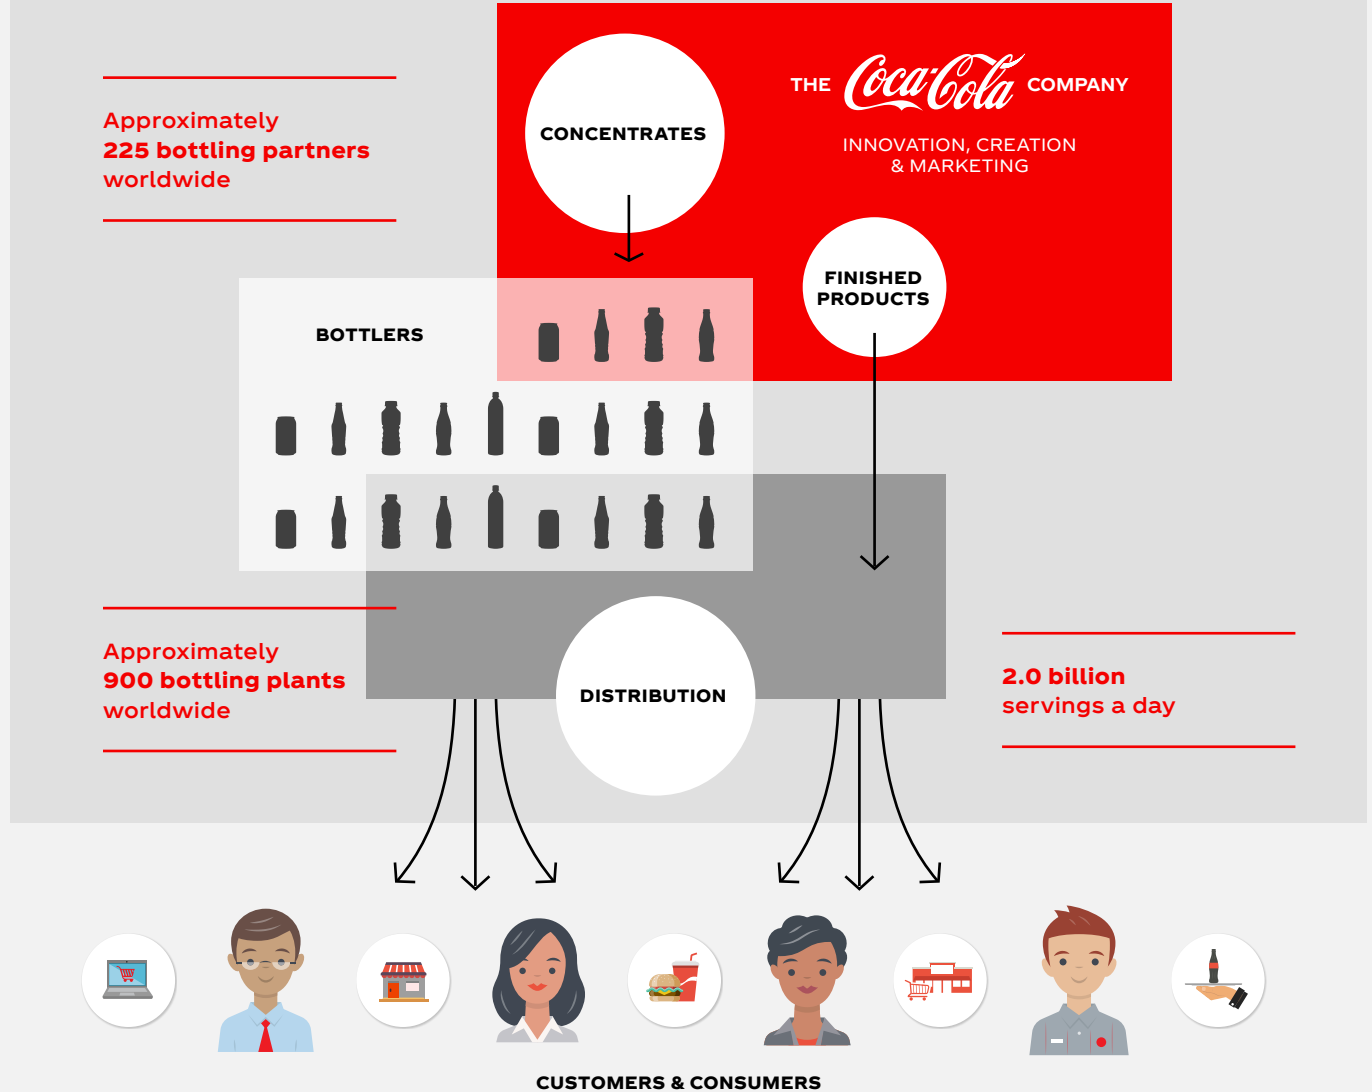 THE Coca-Cola COMPANY
INNOVATION, CREATION
& MARKETING
CONCENTRATES
Approximately
225 bottling partners
worldwide
FINISHED
PRODUCTS
BOTTLERS
Approximately
900 bottling plants
worldwide
DISTRIBUTION
2.0 billion
servings a day
CUSTOMERS & CONSUMERS